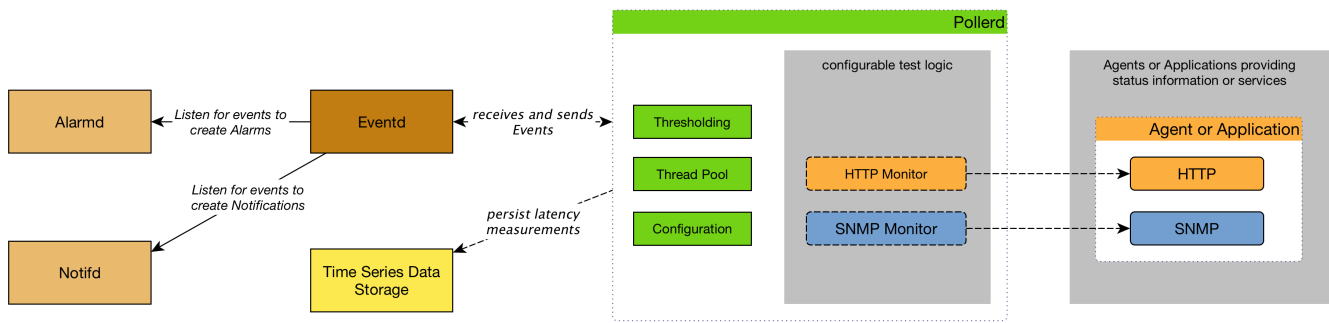 Pollerd
configurable test logic
Agents or Applications providing
status information or services
Alarmd
Listen for events to
create Alarms
Eventd
receives and sends
Events
Thresholding
Agent or Application
Thread Pool
HTTP Monitor
HTTP
Listen for events to
create Notifications
persist latency
measurements
Configuration
SNMP Monitor
SNMP
Notifd
Time Series Data
Storage